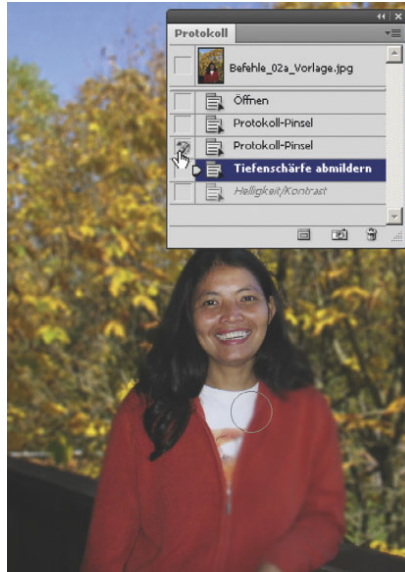 Protokoll
Befehle_02a_Vorlage.jpg
Öffnen
Protokoll-Pinsel
Protokoll-Pinsel
Tiefenschärfe abmildern
Helligkeit/Kontrast